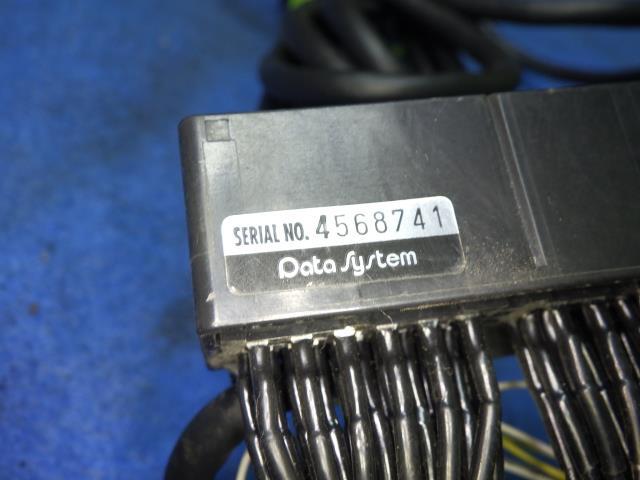 SERIAL NO. 4568741
Data System